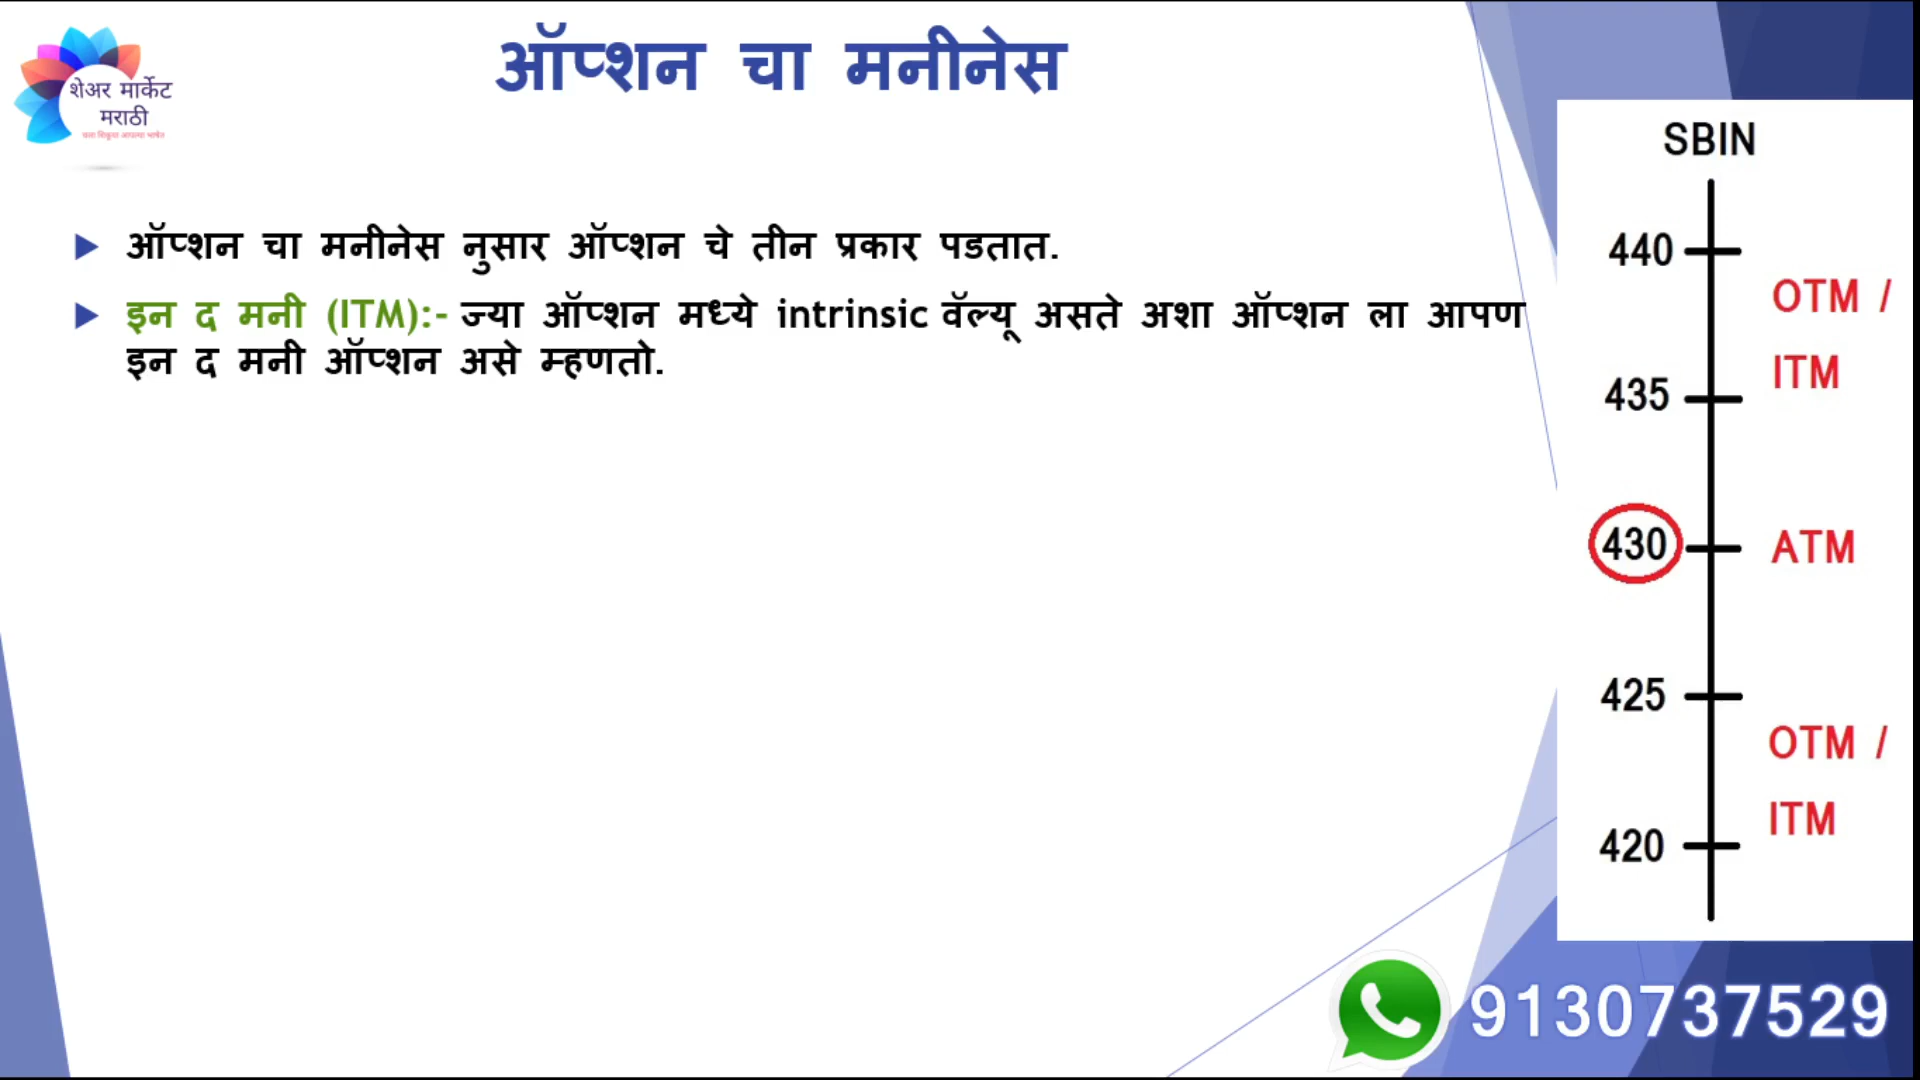 ऑप्शन चा मनीनेस
शेअर मार्केट
मराठी
चला शिकूया आपल्या भाषेत
ऑप्शन चा मनीनेस नुसार ऑप्शन चे तीन प्रकार पडतात.
इन द मनी (ITM):- ज्या ऑप्शन मध्ये intrinsic वॅल्यू असते अशा ऑप्शन ला आपण
इन द मनी ऑप्शन असे म्हणतो.
SBIN
440
OTM /
ITM
435
430 ATM
425
OTM /
ITM
420
9130737529